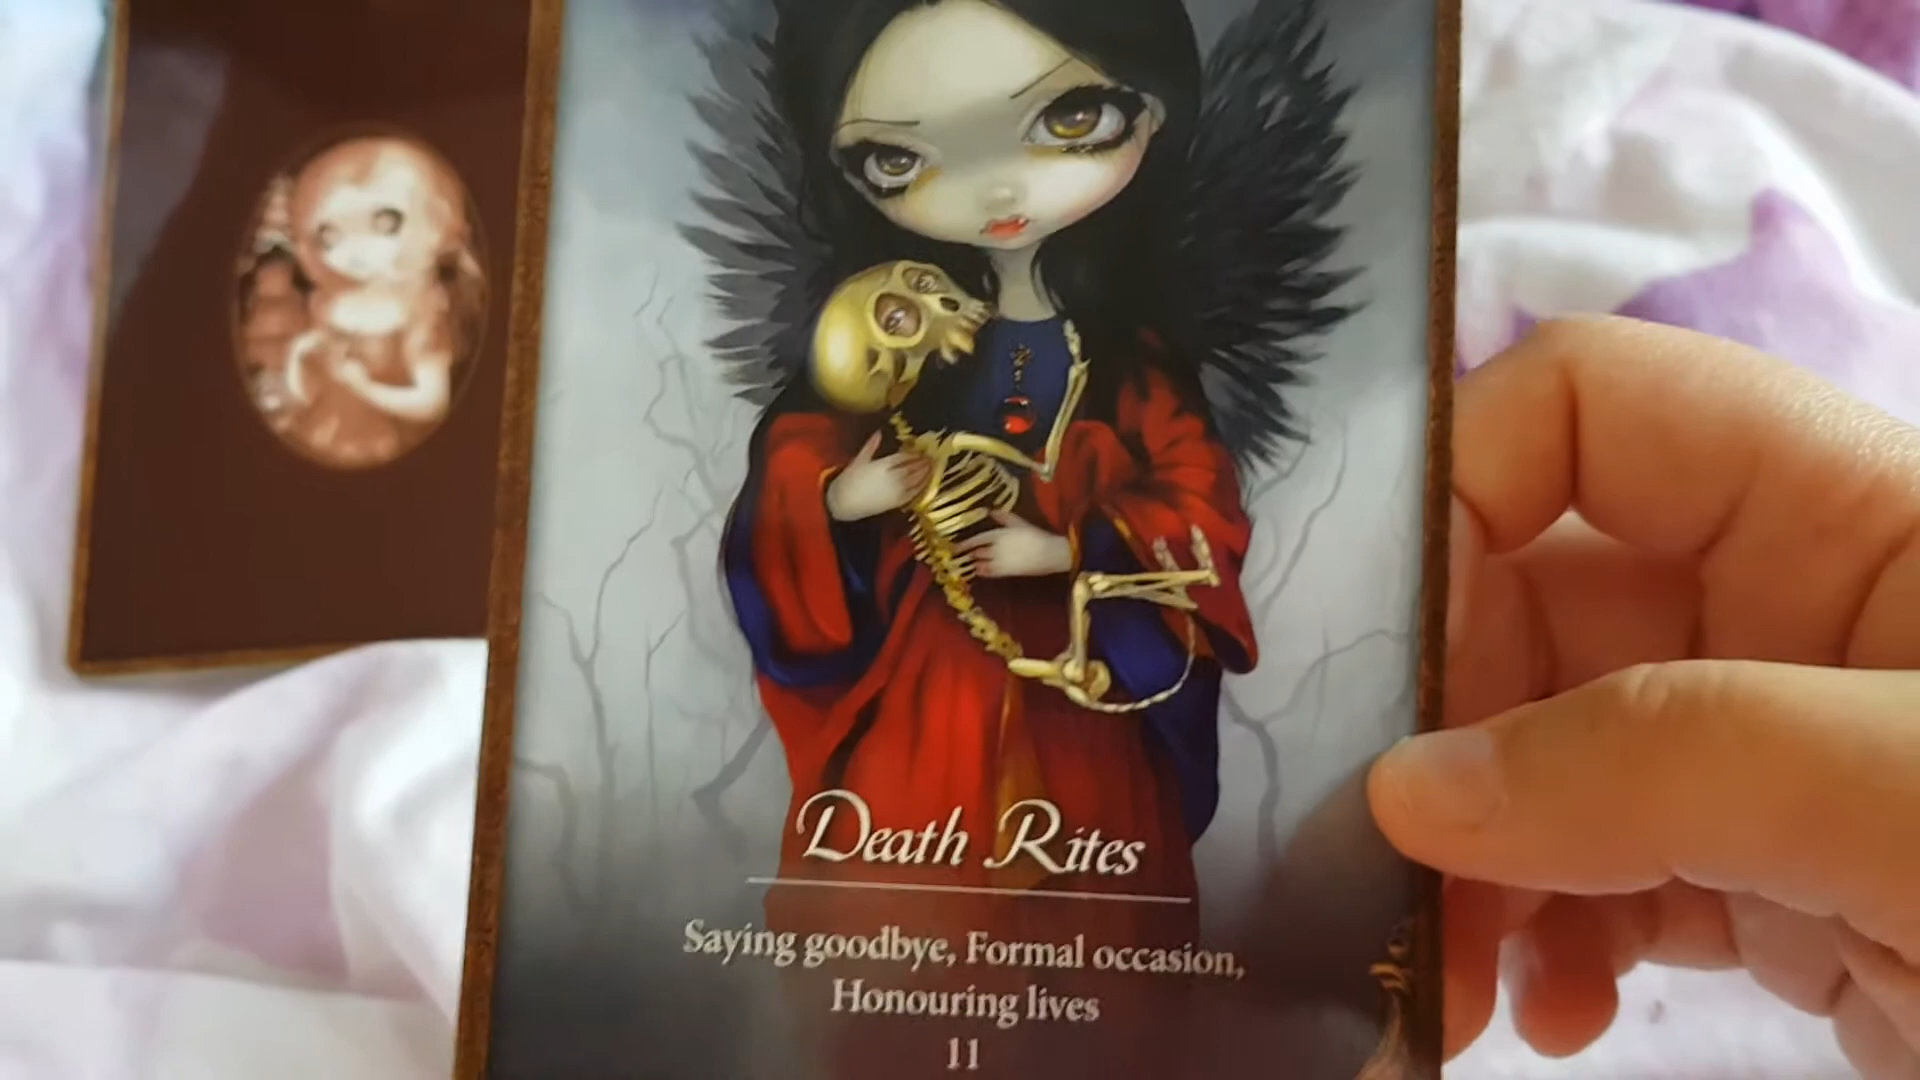 Death Rites
Saying goodbye, Formal occasion,
Honouring lives
11